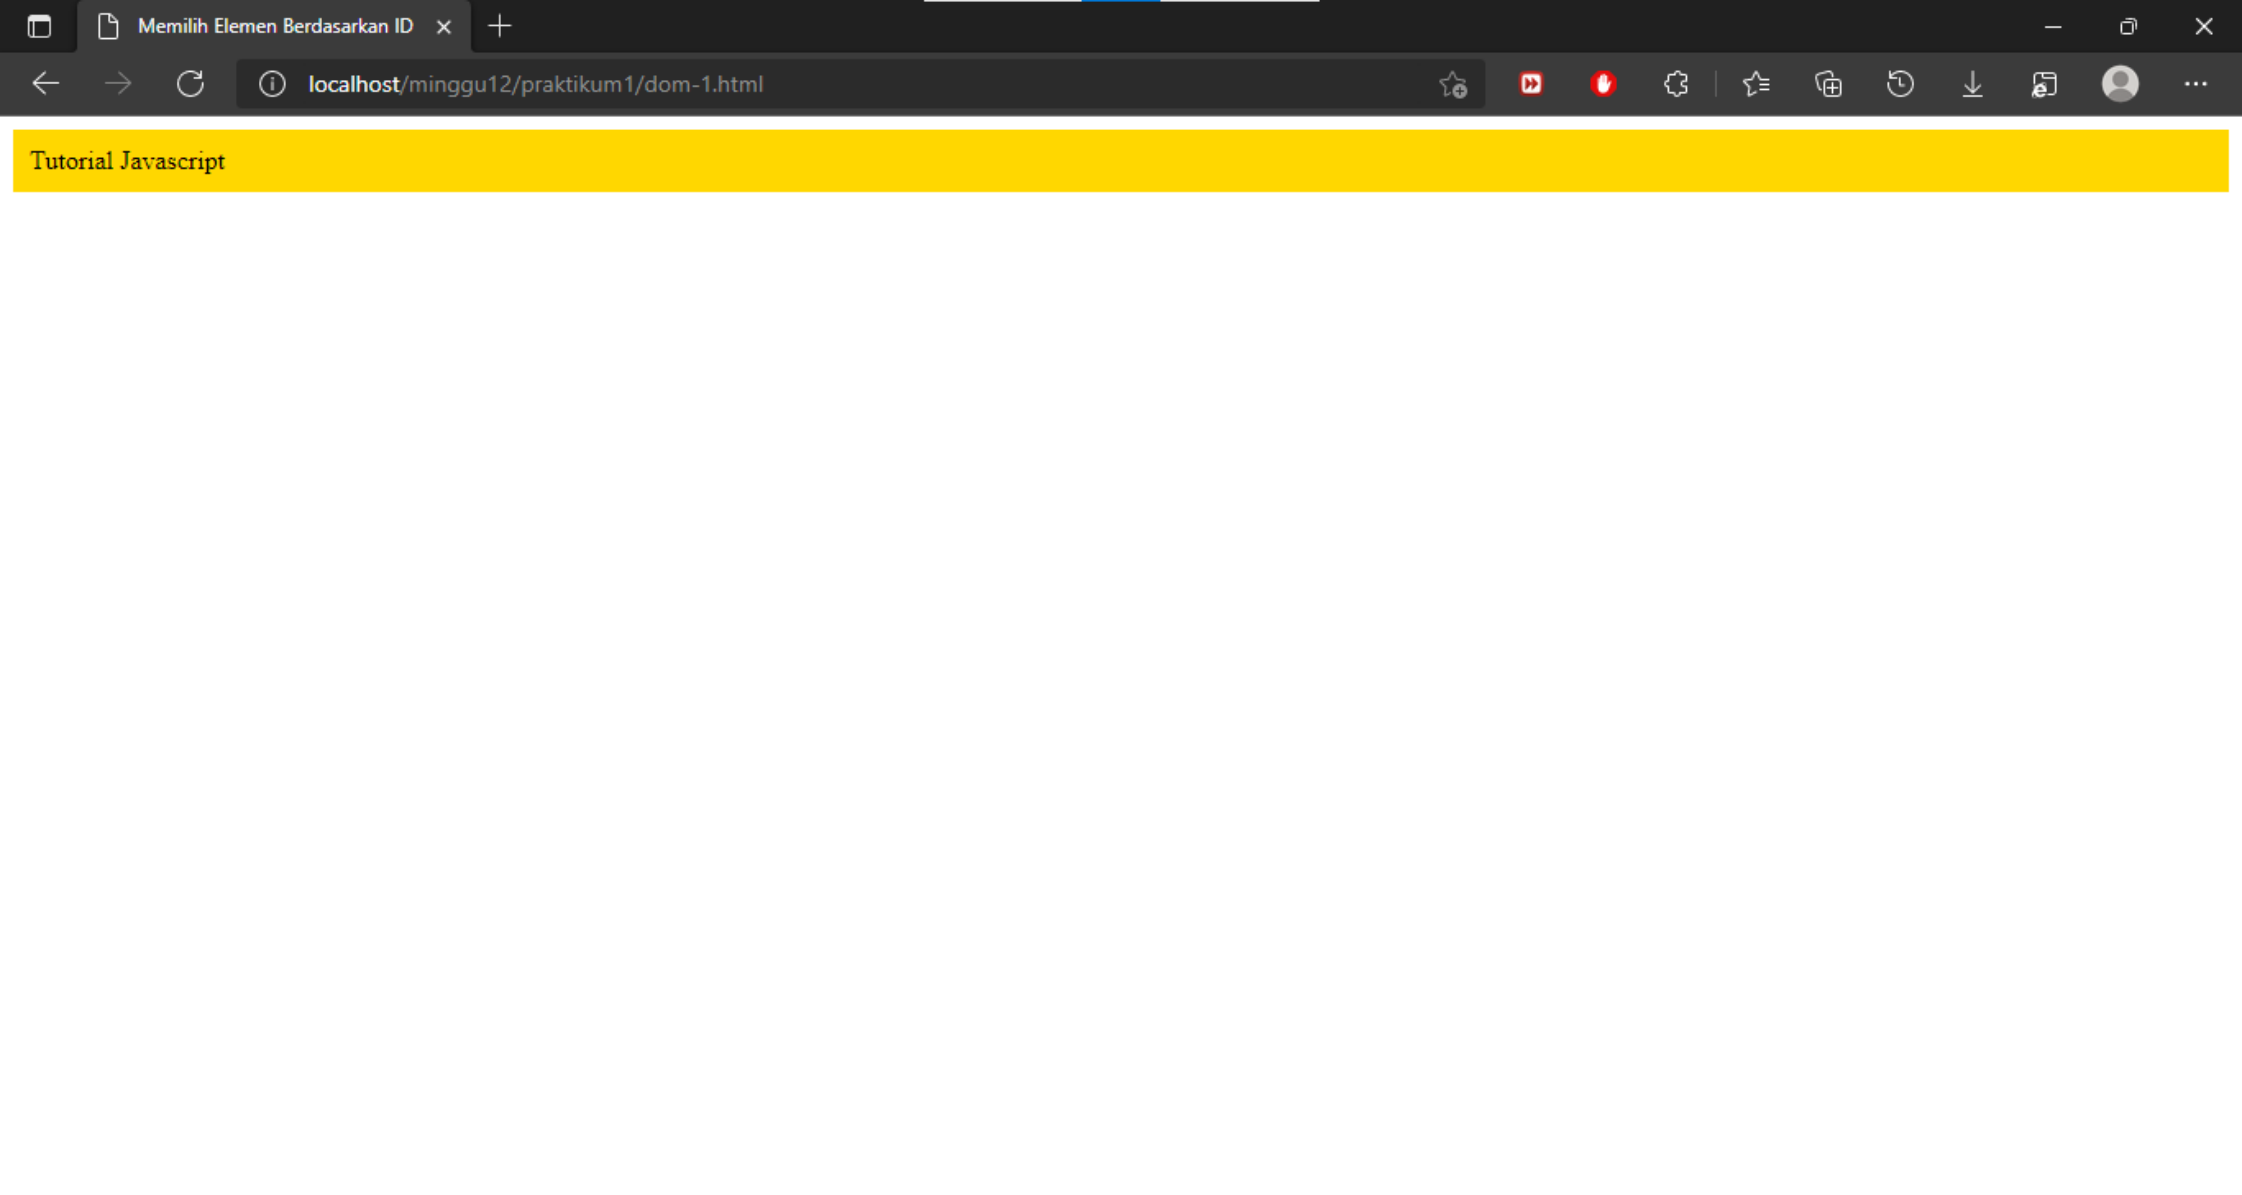 Memilih Elemen Berdasarkan ID
localhost/minggu12/praktikum1/dom-1.html
Tutorial Javascript